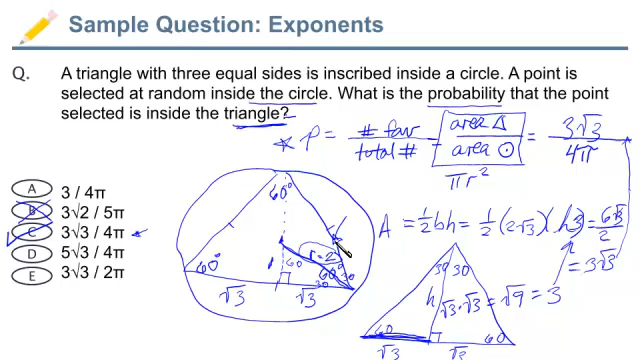 Sample Question: Exponents
Q. A triangle with three equal sides is inscribed inside a circle. A point is
selected at random inside the circle. What is the probability that the point
selected is inside the triangle?
P = # fav / total # = area Δ / area ⊙ = 3√3 / 4π
πr²
A 3 / 4π
B 3√2 / 5π
C 3√3 / 4π
D 5√3 / 4π
E 3√3 / 2π
60°
60°
60°
r=2
1
60
30
30
√3
√3
A = ½bh = ½(2√3)(h3) = 6√3 / 2
= 3√3
30 30
h
√3·√3 = √9 = 3
60
60
√3